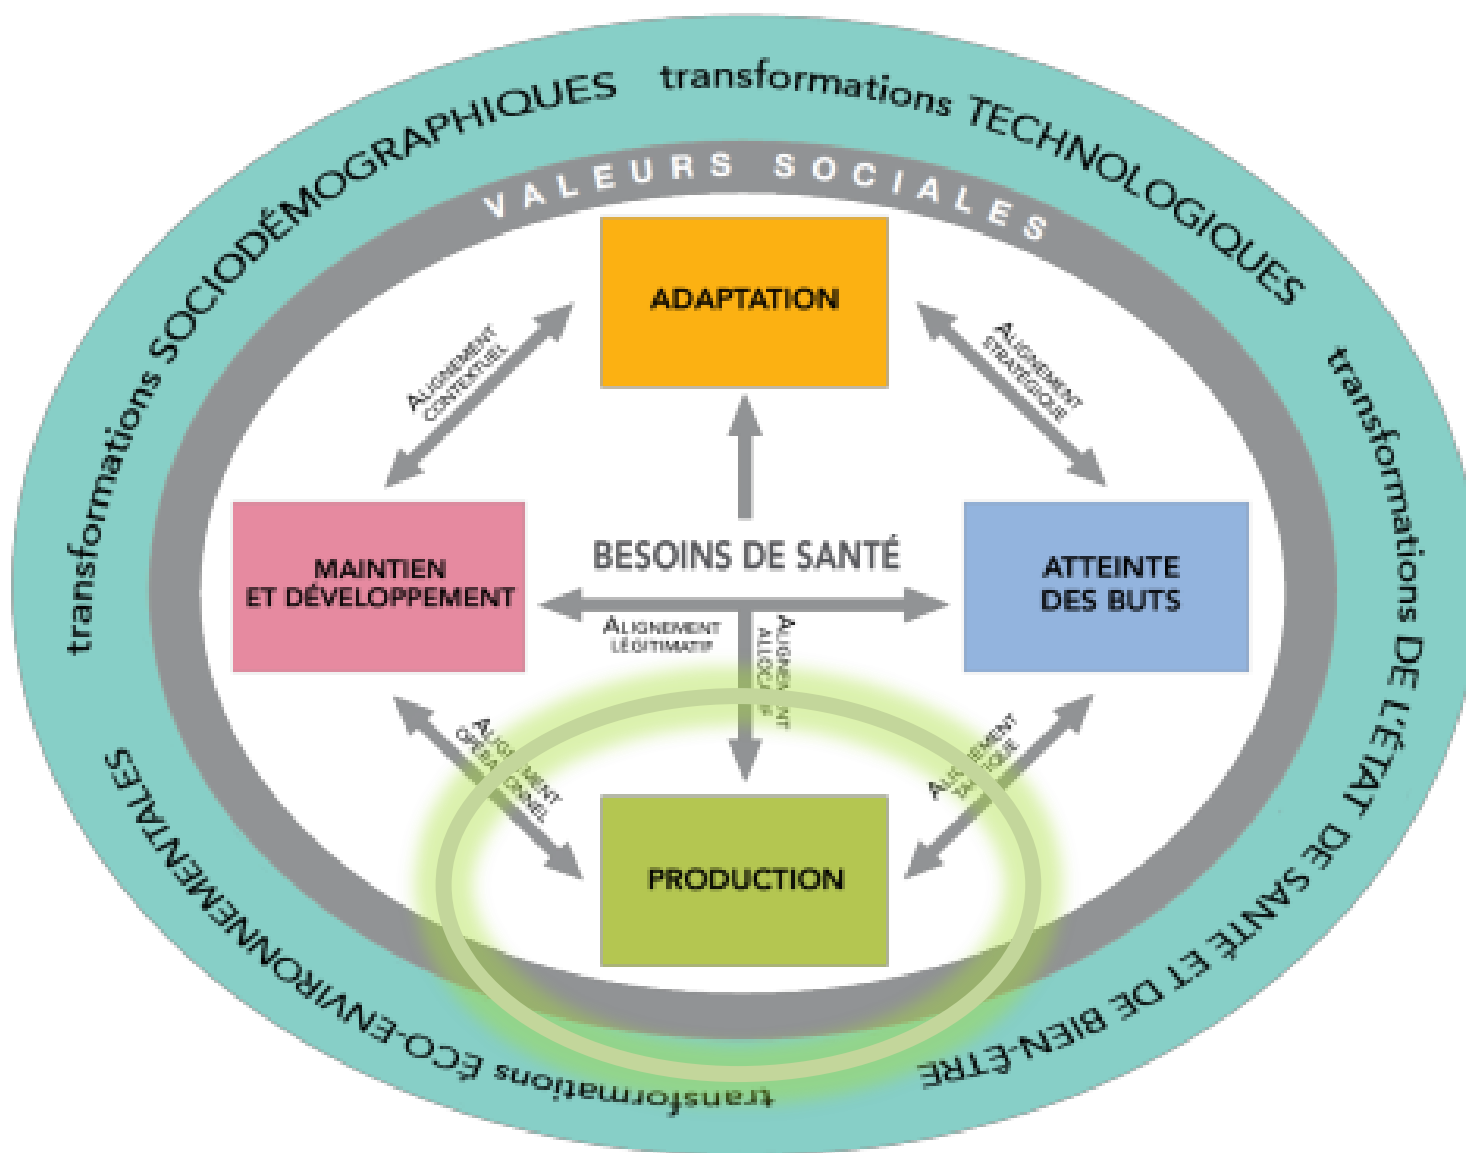 transformations SOCIODÉMOGRAPHIQUES
transformations TECHNOLOGIQUES
transformations DE L'ÉTAT DE SANTÉ ET DE BIEN-ÊTRE
transformations ÉCO-ENVIRONNEMENTALES
VALEURS SOCIALES
ADAPTATION
ALIGNEMENT
CONTEXTUEL
ALIGNEMENT
STRATÉGIQUE
MAINTIEN
ET DÉVELOPPEMENT
BESOINS DE SANTÉ
ATTEINTE
DES BUTS
ALIGNEMENT
LÉGITIMATIF
ALIGNEMENT
PRODUCTION